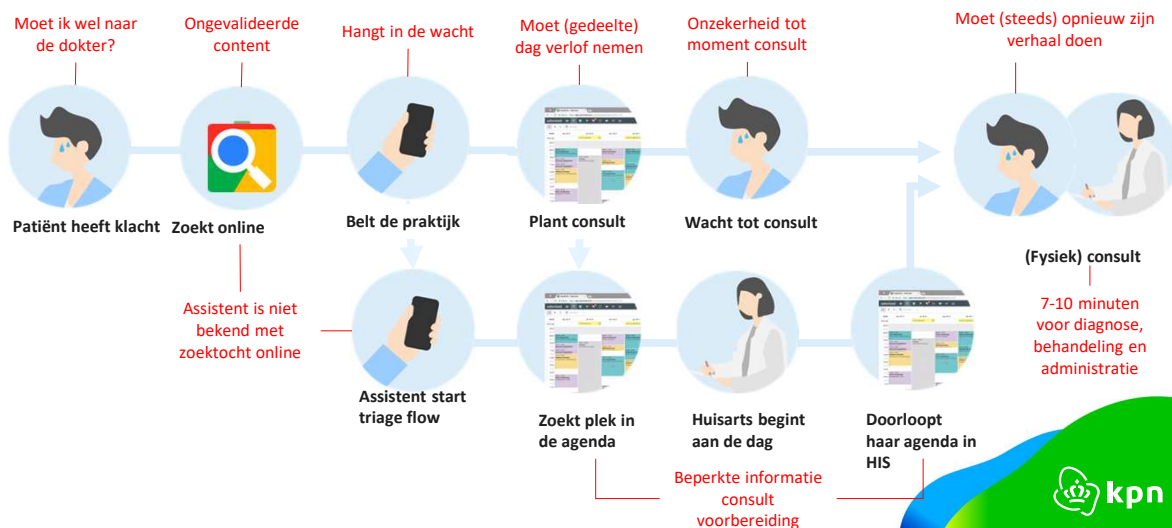 Moet ik wel naar
de dokter?
Ongevalideerde
content
Hangt in de wacht
Moet (gedeelte)
dag verlof nemen
Onzekerheid tot
moment consult
Moet (steeds) opnieuw zijn
verhaal doen
Patiënt heeft klacht
Zoekt online
Belt de praktijk
Plant consult
Wacht tot consult
(Fysiek) consult
Assistent is niet
bekend met
zoektocht online
7-10 minuten
voor diagnose,
behandeling en
administratie
Assistent start
triage flow
Zoekt plek in
de agenda
Huisarts begint
aan de dag
Doorloopt
haar agenda in
HIS
Beperkte informatie
consult
voorbereiding
kpn